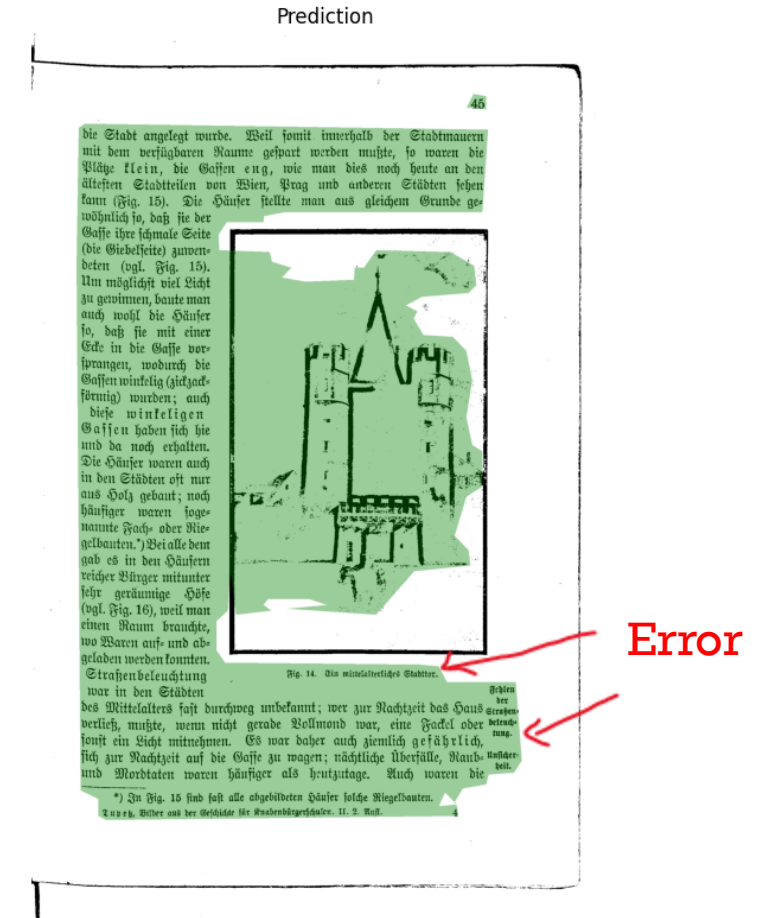 Prediction
45
die Stadt angelegt wurde. Weil somit innerhalb der Stadtmauern
mit dem verfügbaren Raume gespart werden mußte, so waren die
Plätze klein, die Gassen eng, wie man dies noch heute an den
ältesten Stadtteilen von Wien, Prag und anderen Städten sehen
kann (Fig. 15). Die Häuser stellte man aus gleichem Grunde ge-
wöhnlich so, daß sie der
Gasse ihre schmale Seite
(die Giebelseite) zuwen-
deten (vgl. Fig. 15).
Um möglichst viel Licht
zu gewinnen, baute man
auch wohl die Häuser
so, daß sie mit einer
Ecke in die Gasse vor-
sprangen, wodurch die
Gassen winkelig (zickzack-
förmig) wurden; auch
diese winkeligen
Gassen haben sich hie
und da noch erhalten.
Die Häuser waren auch
in den Städten oft nur
aus Holz gebaut; noch
häufiger waren soge-
nannte Fach- oder Rie-
gelbauten.*) Bei alle dem
gab es in den Häusern
reicher Bürger mitunter
sehr geräumige Höfe
(vgl. Fig. 16), weil man
einen Raum brauchte,
wo Waren auf- und ab-
geladen werden konnten.
Straßenbeleuchtung
war in den Städten
Fig. 14. Ein mittelalterliches Stadttor.
Error
des Mittelalters fast durchweg unbekannt; wer zur Nachtzeit das Haus
verließ, mußte, wenn nicht gerade Vollmond war, eine Fackel oder
sonst ein Licht mitnehmen. Es war daher auch ziemlich gefährlich,
sich zur Nachtzeit auf die Gasse zu wagen; nächtliche Überfälle, Raub-
und Mordtaten waren häufiger als heutzutage. Auch waren die
Fehlen
der
Straßen-
beleuch-
tung.
Unsicher-
heit.
*) In Fig. 15 sind fast alle abgebildeten Häuser solche Riegelbauten.
Tupetz, Bilder aus der Geschichte für Knabenbürgerschulen. II. 2. Aufl.
4